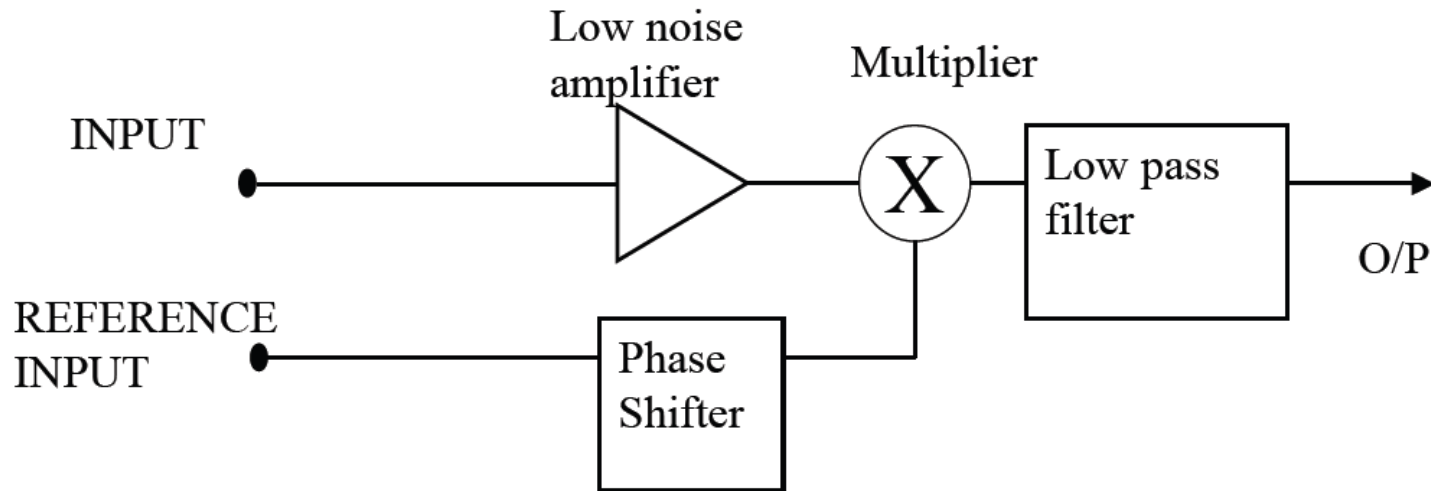 Low noise
amplifier
Multiplier
INPUT
X
Low pass
filter
O/P
REFERENCE
INPUT
Phase
Shifter